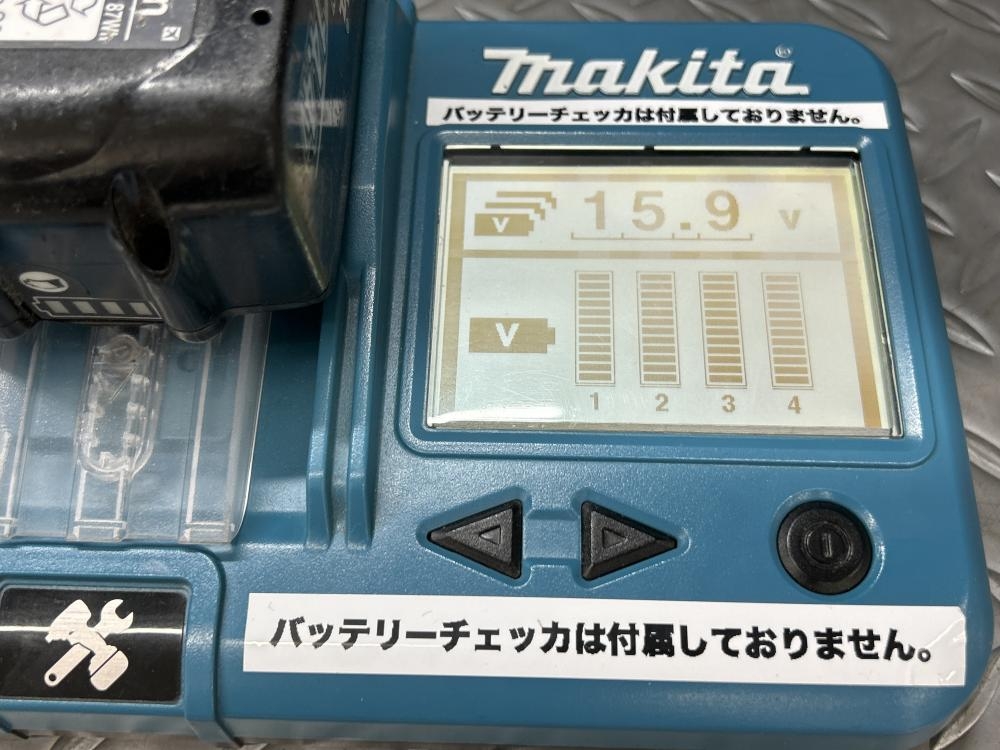 87Wh
makita®
バッテリーチェッカは付属しておりません。
V
15.9 V
V
1 2 3 4
バッテリーチェッカは付属しておりません。